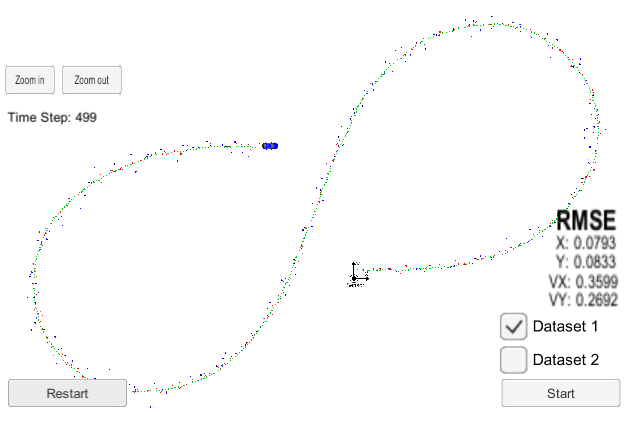 Zoom in
Zoom out
Time Step: 499
RMSE
X: 0.0793
Y: 0.0833
VX: 0.3599
VY: 0.2692
Sensor
Dataset 1
Dataset 2
Restart
Start